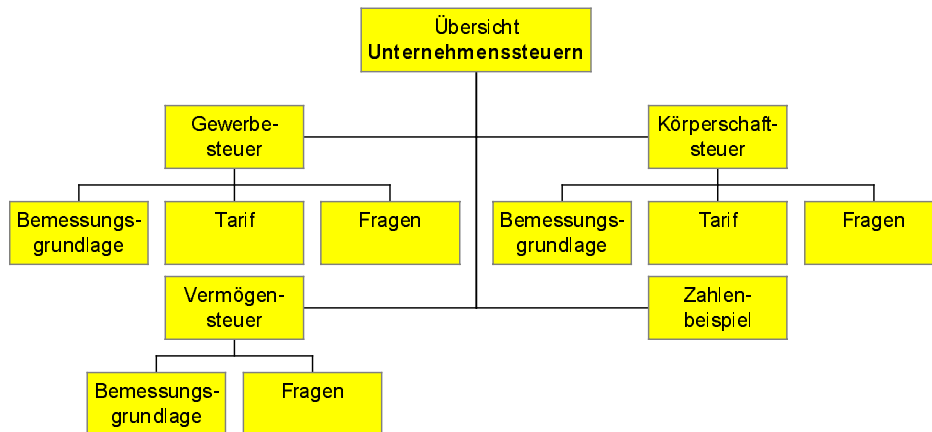 Übersicht
Unternehmenssteuern
Gewerbe-
steuer
Körperschaft-
steuer
Bemessungs-
grundlage
Tarif
Fragen
Bemessungs-
grundlage
Tarif
Fragen
Vermögen-
steuer
Zahlen-
beispiel
Bemessungs-
grundlage
Fragen